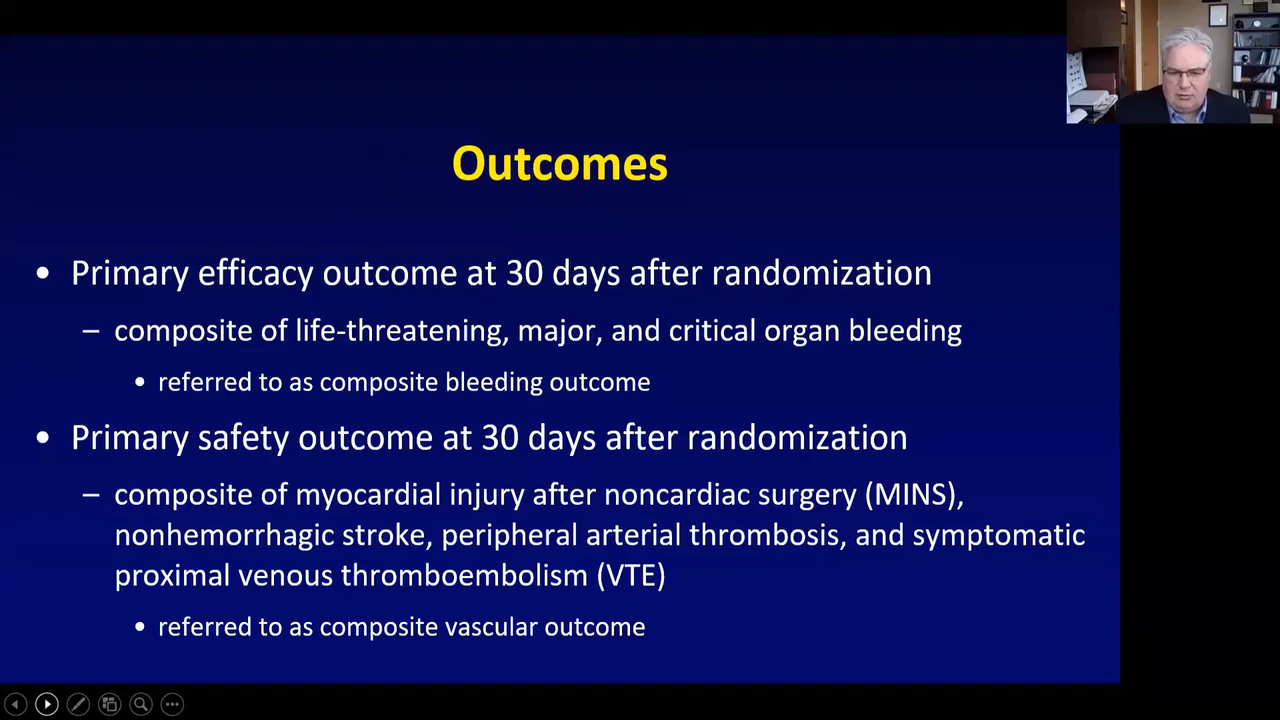 Outcomes
• Primary efficacy outcome at 30 days after randomization
– composite of life-threatening, major, and critical organ bleeding
• referred to as composite bleeding outcome
• Primary safety outcome at 30 days after randomization
– composite of myocardial injury after noncardiac surgery (MINS),
nonhemorrhagic stroke, peripheral arterial thrombosis, and symptomatic
proximal venous thromboembolism (VTE)
• referred to as composite vascular outcome